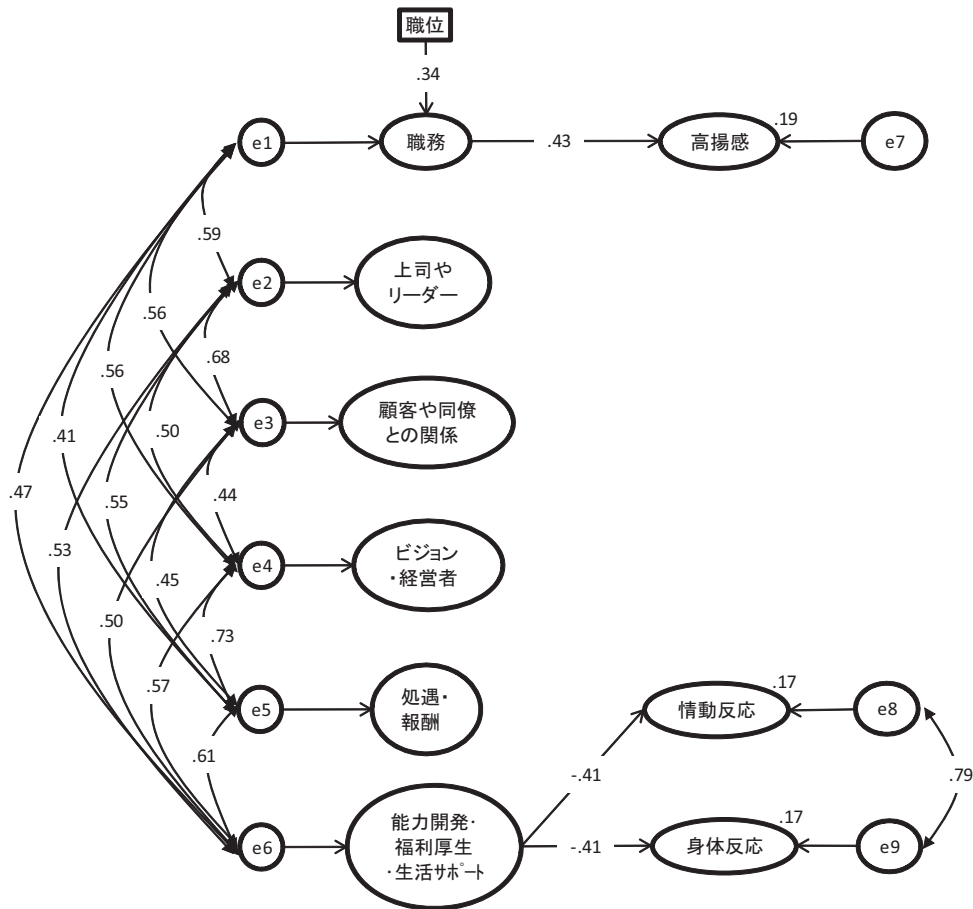 職位
.34
e1
職務
.43
.19
高揚感
e7
.59
e2
上司や
リーダー
.56
.68
.56
e3
顧客や同僚
との関係
.50
.41
.47
.44
.55
.53
e4
ビジョン
・経営者
.45
.50
.73
.57
e5
処遇・
報酬
.17
情動反応
e8
.61
-.41
.79
e6
能力開発・
福利厚生
・生活サポート
-.41
.17
身体反応
e9